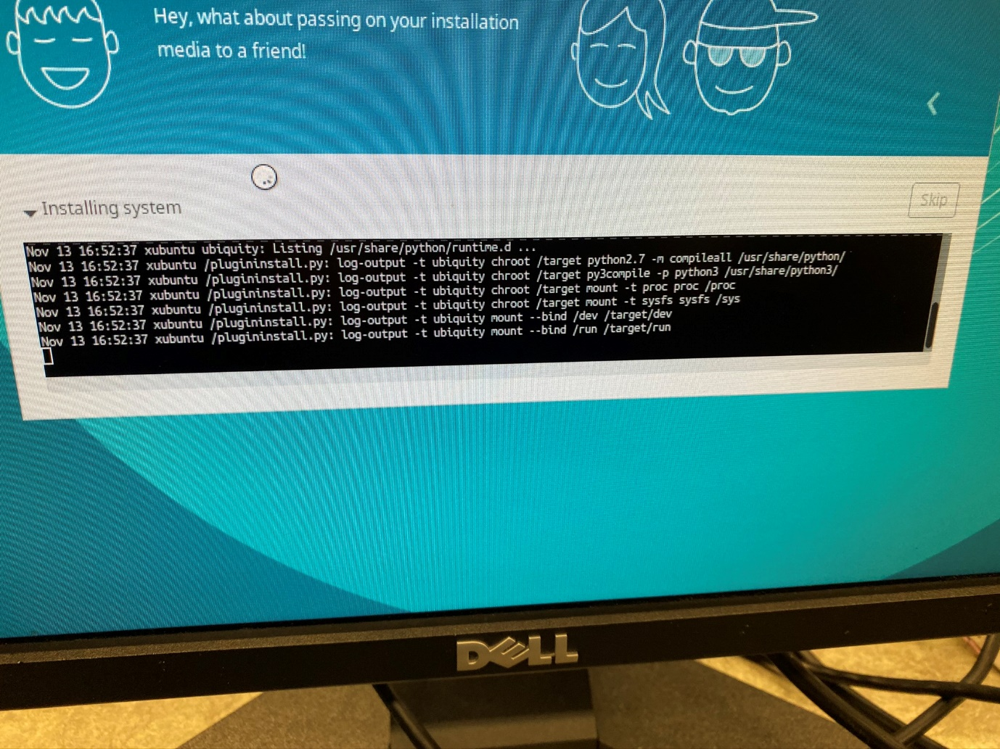 Hey, what about passing on your installation
media to a friend!
Installing system
Skip
Nov 13 16:52:37 xubuntu ubiquity: Listing /usr/share/python/runtime.d ...
Nov 13 16:52:37 xubuntu /plugininstall.py: log-output -t ubiquity chroot /target python2.7 -m compileall /usr/share/python/
Nov 13 16:52:37 xubuntu /plugininstall.py: log-output -t ubiquity chroot /target py3compile -p python3 /usr/share/python3/
Nov 13 16:52:37 xubuntu /plugininstall.py: log-output -t ubiquity chroot /target mount -t proc proc /proc
Nov 13 16:52:37 xubuntu /plugininstall.py: log-output -t ubiquity chroot /target mount -t sysfs sysfs /sys
Nov 13 16:52:37 xubuntu /plugininstall.py: log-output -t ubiquity mount --bind /dev /target/dev
Nov 13 16:52:37 xubuntu /plugininstall.py: log-output -t ubiquity mount --bind /run /target/run
DELL